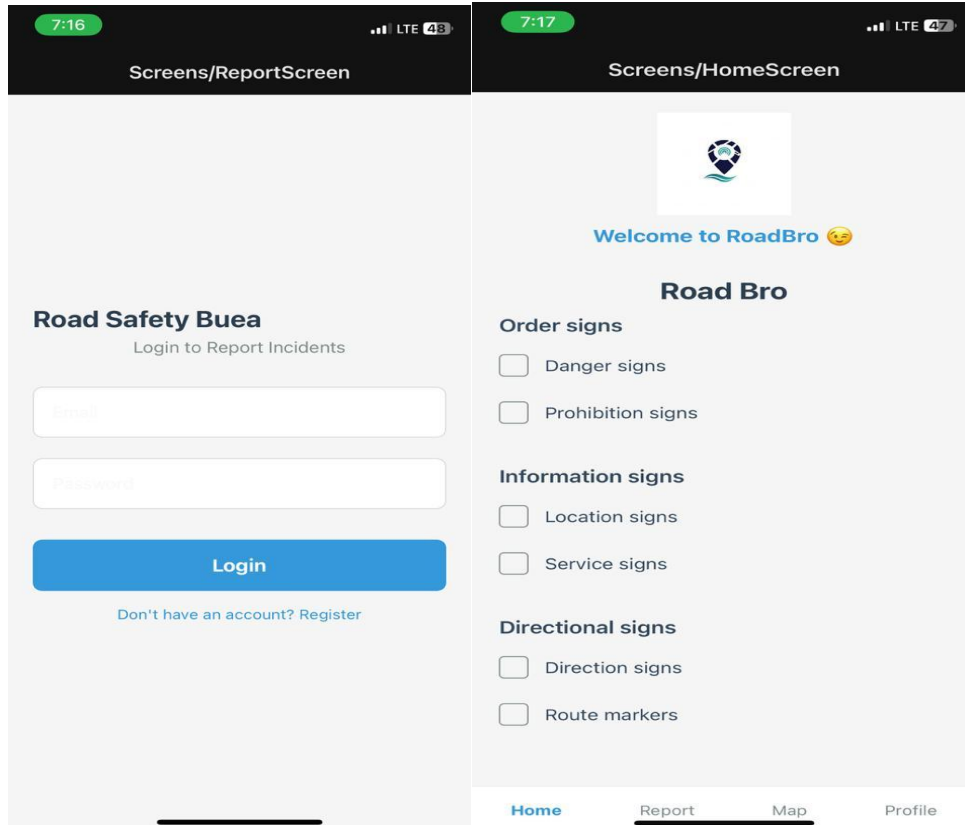 7:16
LTE 48
Screens/ReportScreen
Road Safety Buea
Login to Report Incidents
Email
Password
Login
Don't have an account? Register
7:17
LTE 47
Screens/HomeScreen
Welcome to RoadBro 😉
Road Bro
Order signs
Danger signs
Prohibition signs
Information signs
Location signs
Service signs
Directional signs
Direction signs
Route markers
Home Report Map Profile